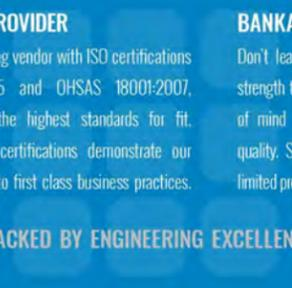 ROVIDER
g vendor with ISO certifications
5 and OHSAS 18001-2007,
the highest standards for fit.
certifications demonstrate our
o first class business practices.
BANKA
Don't lea
strength
of mind
quality. S
limited pr
ACKED BY ENGINEERING EXCELLEN